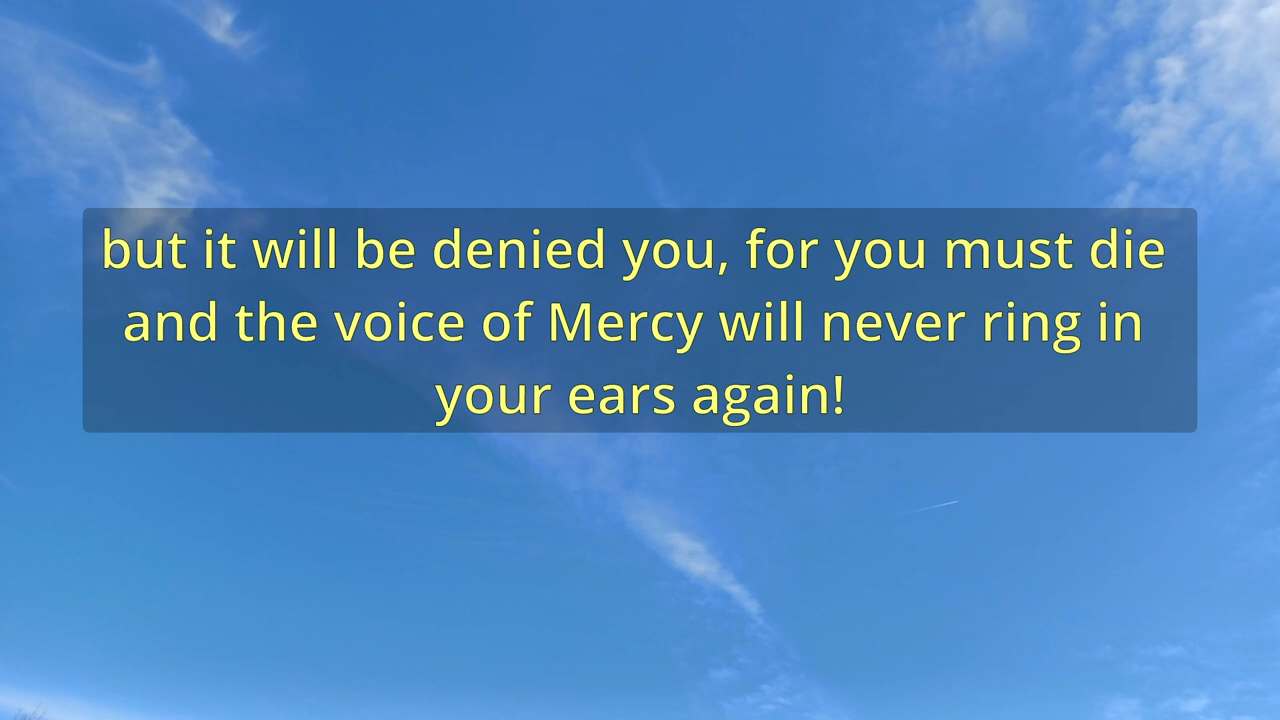 but it will be denied you, for you must die
and the voice of Mercy will never ring in
your ears again!